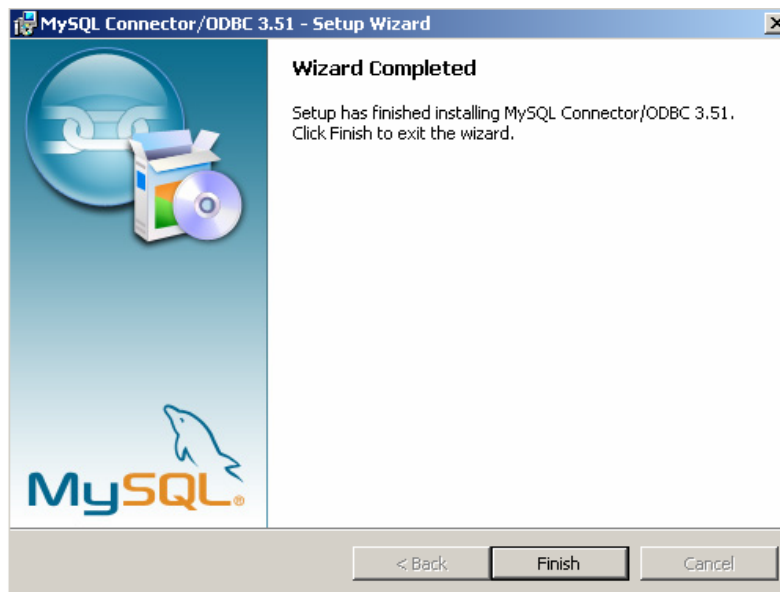 MySQL Connector/ODBC 3.51 - Setup Wizard
Wizard Completed
Setup has finished installing MySQL Connector/ODBC 3.51.
Click Finish to exit the wizard.
MySQL®
< Back
Finish
Cancel